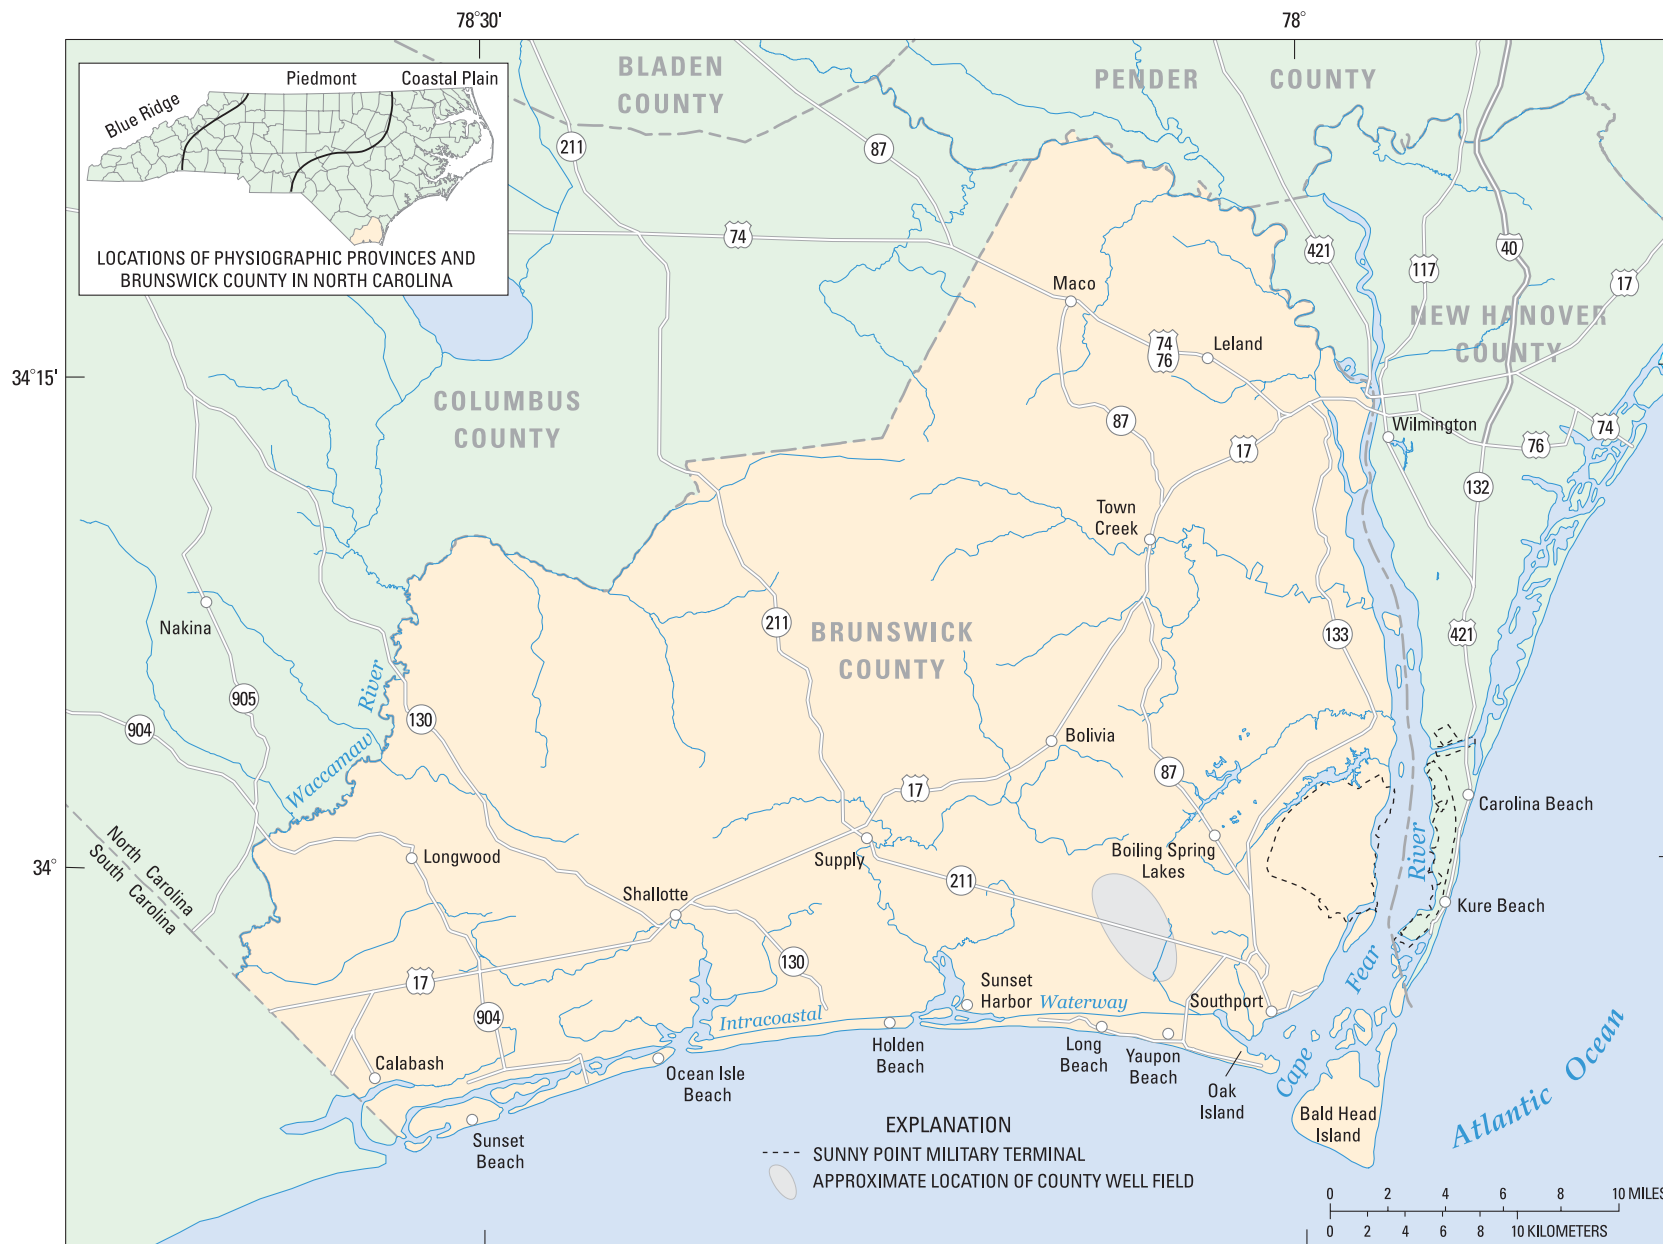 78°30'
78°
BLADEN
COUNTY
PENDER COUNTY
Piedmont
Coastal Plain
Blue Ridge
LOCATIONS OF PHYSIOGRAPHIC PROVINCES AND
BRUNSWICK COUNTY IN NORTH CAROLINA
211
87
74
421
117
40
17
NEW HANOVER
COUNTY
Maco
74
76
Leland
34°15'
COLUMBUS
COUNTY
87
17
Wilmington
74
76
132
Town
Creek
Nakina
211
BRUNSWICK
COUNTY
133
421
905
904
130
Waccamaw River
Bolivia
87
17
Carolina Beach
North Carolina
South Carolina
34°
Longwood
Supply
Boiling Spring
Lakes
River
211
Shallotte
Kure Beach
17
130
904
Sunset
Harbor
Waterway
Southport
Fear
Intracoastal
Calabash
Ocean Isle
Beach
Holden
Beach
Long
Beach
Yaupon
Beach
Oak
Island
Cape
Bald Head
Island
Atlantic Ocean
Sunset
Beach
EXPLANATION
SUNNY POINT MILITARY TERMINAL
APPROXIMATE LOCATION OF COUNTY WELL FIELD
0 2 4 6 8 10 MILES
0 2 4 6 8 10 KILOMETERS